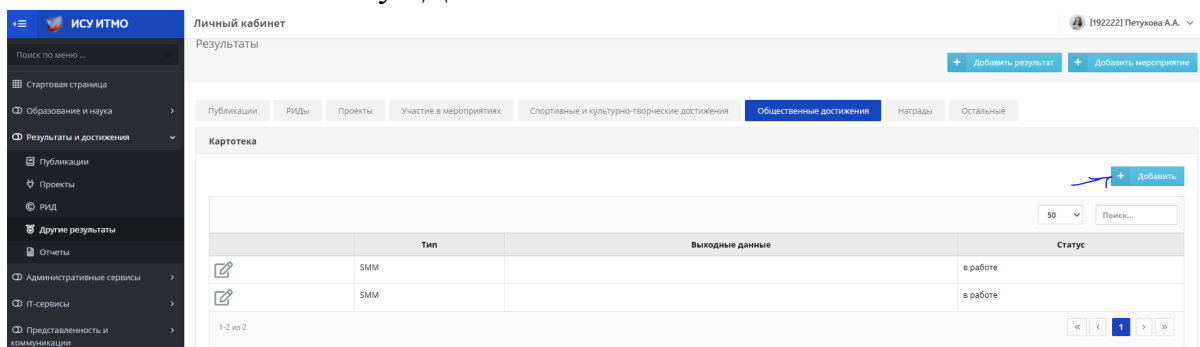 ИСУ ИТМО
Личный кабинет
[192222] Петухова А.А.
Поиск по меню ...
Результаты
+ Добавить результат
+ Добавить мероприятие
Стартовая страница
Образование и наука
Результаты и достижения
Публикации
Проекты
РИД
Другие результаты
Отчеты
Административные сервисы
IT-сервисы
Представленность и
коммуникации
Публикации РИДы Проекты Участие в мероприятиях Спортивные и культурно-творческие достижения Общественные достижения Награды Остальные
Картотека
+ Добавить
50 Поиск...
Тип Выходные данные Статус
SMM в работе
SMM в работе
1-2 из 2 « < 1 > »